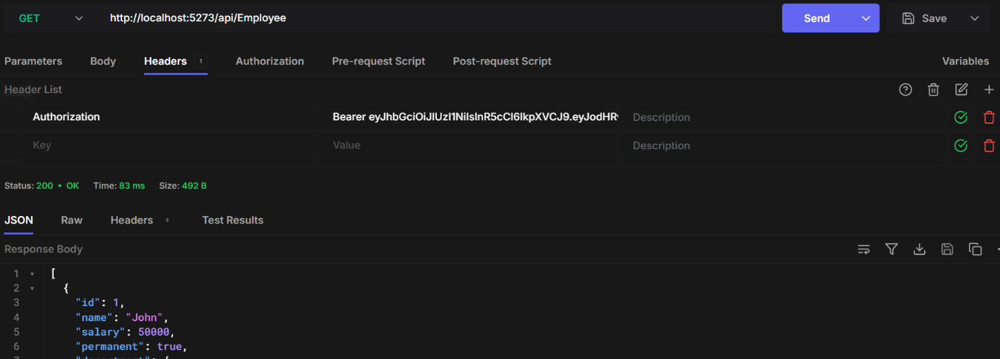 GET http://localhost:5273/api/Employee Send Save
Parameters Body Headers 1 Authorization Pre-request Script Post-request Script Variables
Header List
Authorization Bearer eyJhbGciOiJIUzI1NiIsInR5cCI6IkpXVCJ9.eyJodHR Description
Key Value Description
Status: 200 • OK Time: 83 ms Size: 492 B
JSON Raw Headers 4 Test Results
Response Body
1 [
2 {
3 "id": 1,
4 "name": "John",
5 "salary": 50000,
6 "permanent": true,
7 "department": {